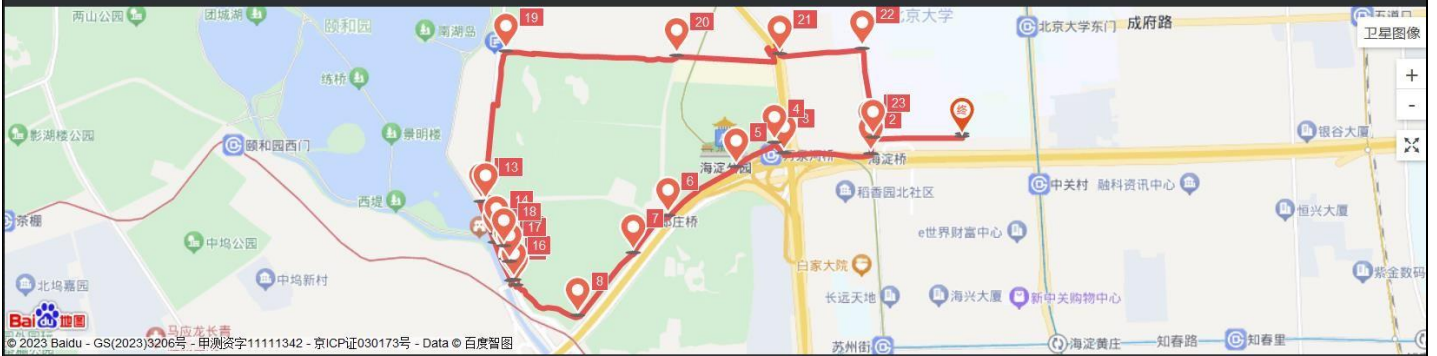 两山公园
团城湖
颐和园
南湖岛
19
20
21
22
京大学
北京大学东门
成府路
五道口
卫星图像
练桥
+
-
影湖楼公园
颐和园西门
景明楼
4
3
5
23
2
终
银谷大厦
海淀公园
万泉河桥
海淀桥
13
西堤
6
稻香园北社区
中关村
融科资讯中心
茶棚
14
18
17
16
7
邱庄桥
恒兴大厦
中坞公园
e世界财富中心
北坞嘉园
中坞新村
8
白家大院
紫金数码
长远天地
海兴大厦
新中关购物中心
Bai du 地图
马应龙长青
© 2023 Baidu - GS(2023)3206号 - 甲测资字11111342 - 京ICP证030173号 - Data © 百度智图
苏州街
海淀黄庄
知春路
知春里